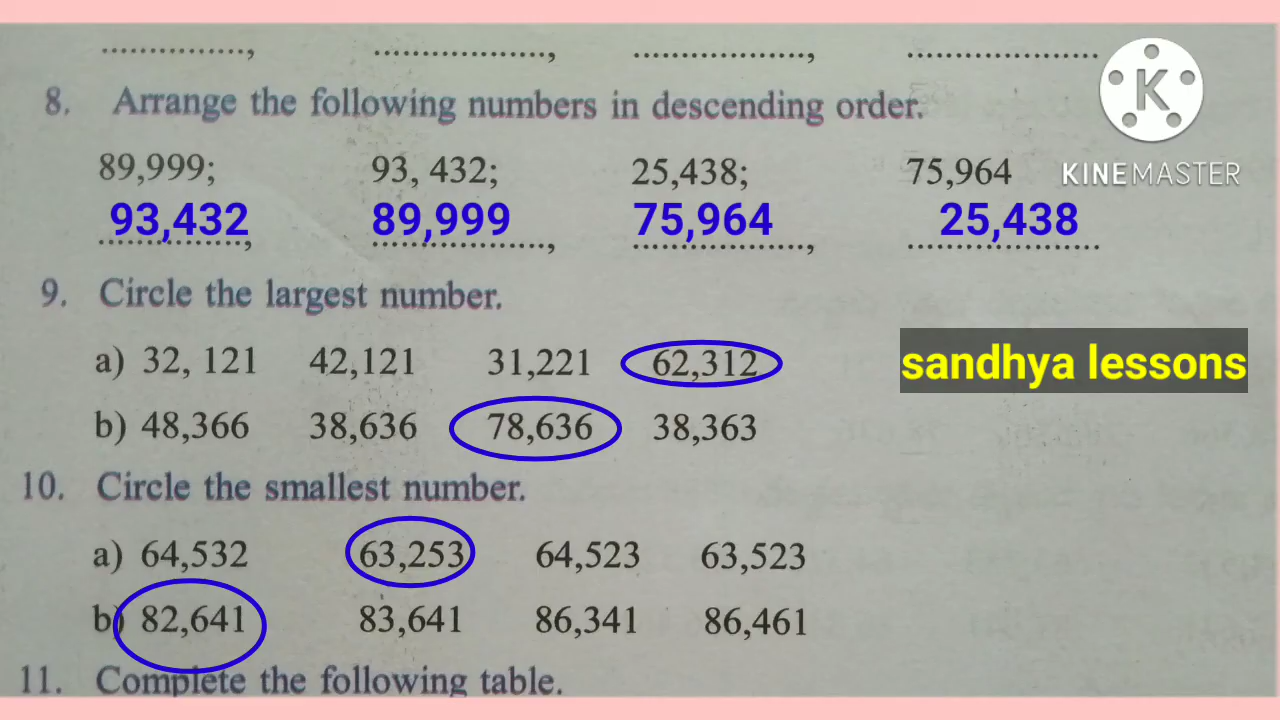 ..............., .................., .................., ....................
8. Arrange the following numbers in descending order.
89,999; 93, 432; 25,438; 75,964
KINEMASTER
93,432 89,999 75,964 25,438
..............., .................., .................., ....................
9. Circle the largest number.
a) 32, 121 42,121 31,221 62,312
sandhya lessons
b) 48,366 38,636 78,636 38,363
10. Circle the smallest number.
a) 64,532 63,253 64,523 63,523
b) 82,641 83,641 86,341 86,461
11. Complete the following table.